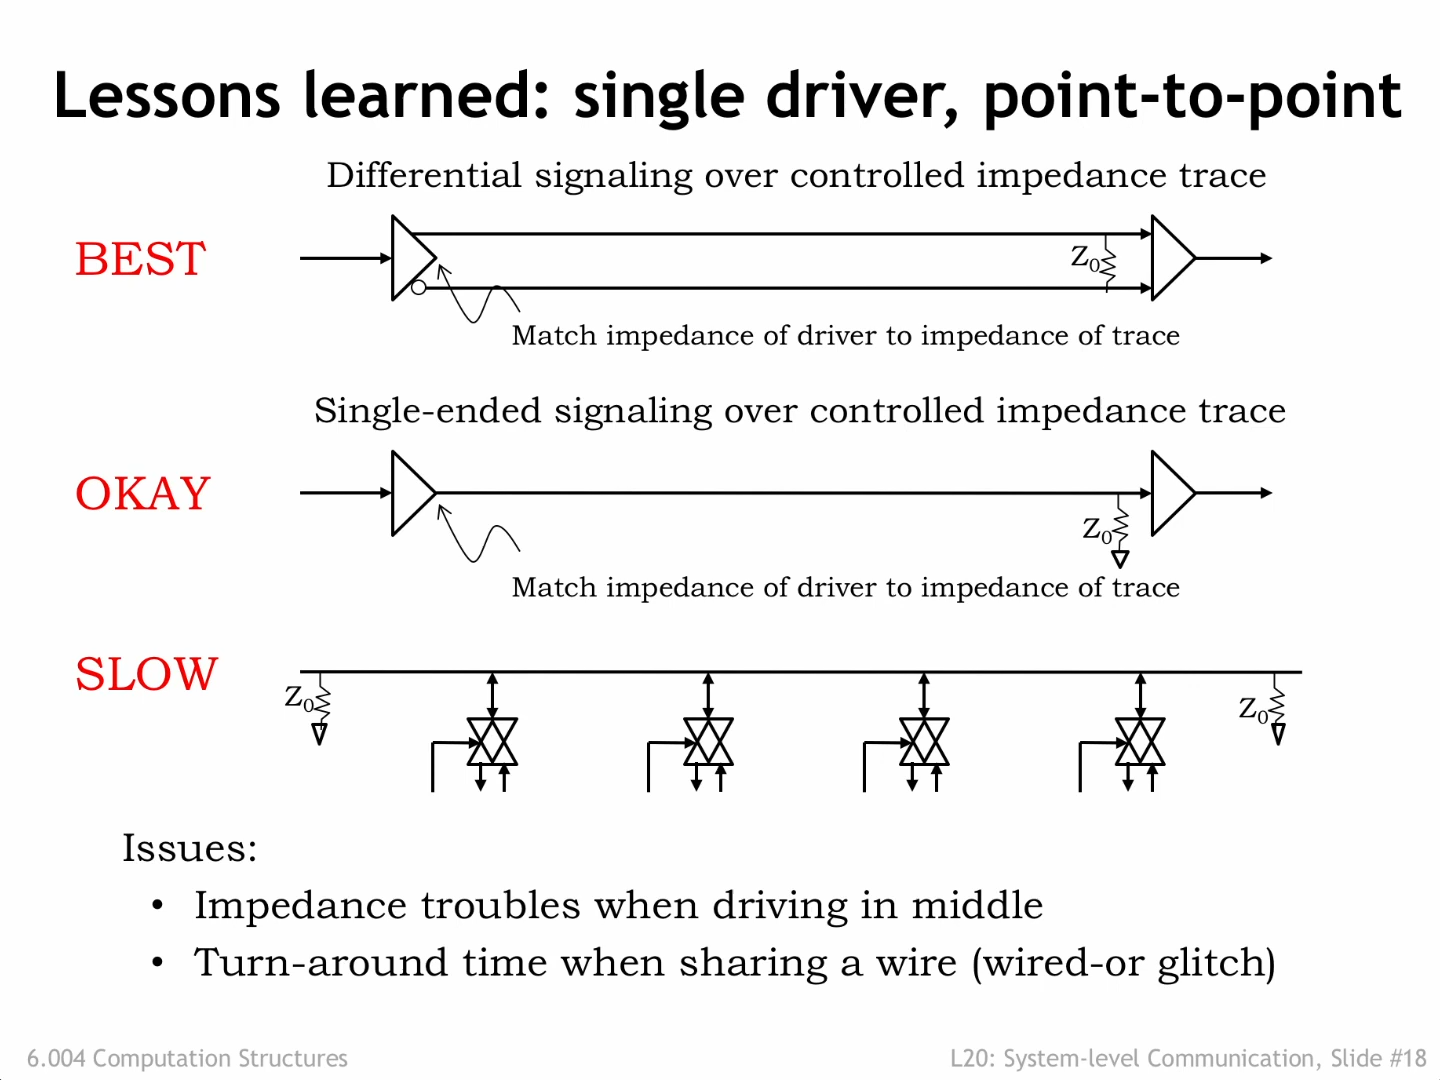 Lessons learned: single driver, point-to-point
Differential signaling over controlled impedance trace
BEST
Z0
Match impedance of driver to impedance of trace
Single-ended signaling over controlled impedance trace
OKAY
Z0
Match impedance of driver to impedance of trace
SLOW
Z0
Z0
Issues:
• Impedance troubles when driving in middle
• Turn-around time when sharing a wire (wired-or glitch)
6.004 Computation Structures
L20: System-level Communication, Slide #18